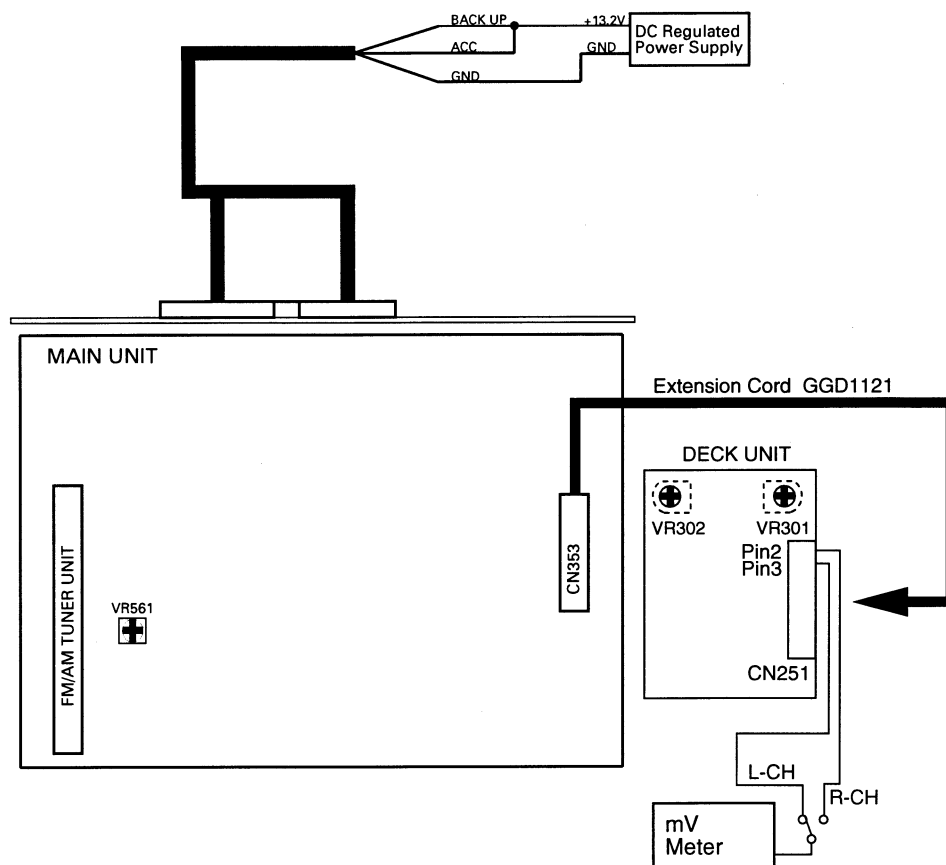 BACK UP
+13.2V
DC Regulated
Power Supply
ACC
GND
GND
MAIN UNIT
Extension Cord GGD1121
DECK UNIT
VR302
VR301
Pin2
Pin3
CN353
FM/AM TUNER UNIT
VR561
CN251
L-CH
R-CH
mV
Meter